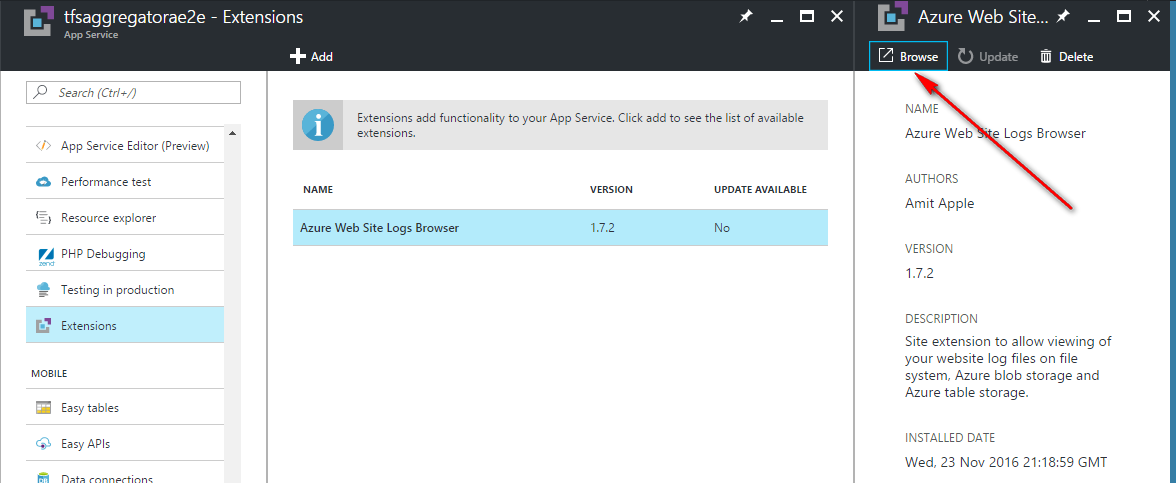 tfsaggregatorae2e - Extensions
App Service
Add
Search (Ctrl+/)
App Service Editor (Preview)
Performance test
Resource explorer
PHP Debugging
zend
Testing in production
Extensions
MOBILE
Easy tables
Easy APIs
Data connections
Extensions add functionality to your App Service. Click add to see the list of available
extensions.
NAME VERSION UPDATE AVAILABLE
Azure Web Site Logs Browser 1.7.2 No
Azure Web Site...
Browse Update Delete
NAME
Azure Web Site Logs Browser
AUTHORS
Amit Apple
VERSION
1.7.2
DESCRIPTION
Site extension to allow viewing of
your website log files on file
system, Azure blob storage and
Azure table storage.
INSTALLED DATE
Wed, 23 Nov 2016 21:18:59 GMT